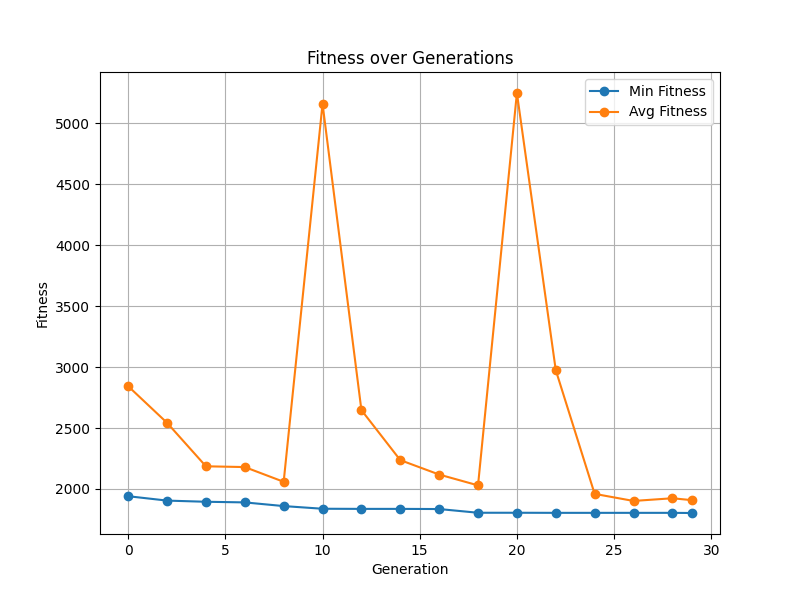 Fitness over Generations
Min Fitness
Avg Fitness
5000
4500
4000
3500
3000
2500
2000
Fitness
0
5
10
15
20
25
30
Generation